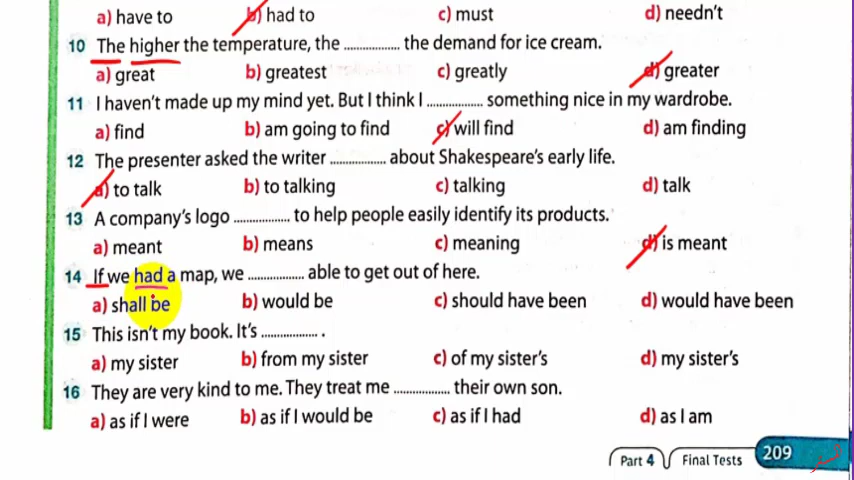 a) have to b) had to c) must d) needn't
10 The higher the temperature, the .................. the demand for ice cream.
a) great b) greatest c) greatly d) greater
11 I haven't made up my mind yet. But I think I .................. something nice in my wardrobe.
a) find b) am going to find c) will find d) am finding
12 The presenter asked the writer .................. about Shakespeare's early life.
a) to talk b) to talking c) talking d) talk
13 A company's logo .................. to help people easily identify its products.
a) meant b) means c) meaning d) is meant
14 If we had a map, we .................. able to get out of here.
a) shall be b) would be c) should have been d) would have been
15 This isn't my book. It's .................. .
a) my sister b) from my sister c) of my sister's d) my sister's
16 They are very kind to me. They treat me .................. their own son.
a) as if I were b) as if I would be c) as if I had d) as I am
Part 4 Final Tests 209